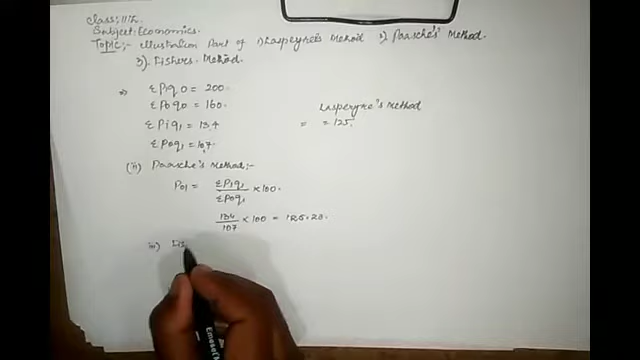 Class: 11th.
Subject: Economics.
Topic:- Illustration Part of 1) Laspeyre's Method 2) Paasche's Method.
3). Fishers Method.
⇒ ΣP1q0 = 200.
ΣP0q0 = 160.
ΣP1q1 = 134
ΣP0q1 = 107
Laspeyre's Method
= = 125.
(ii) Paasche's Method:-
P01 = ΣP1q1 / ΣP0q1 × 100.
134 / 107 × 100 = 125.23.
iii) Fis